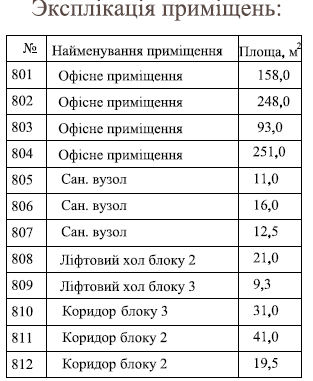 Эксплікація приміщень:
№ Найменування приміщення Площа, м²
801 Офісне приміщення 158,0
802 Офісне приміщення 248,0
803 Офісне приміщення 93,0
804 Офісне приміщення 251,0
805 Сан. вузол 11,0
806 Сан. вузол 16,0
807 Сан. вузол 12,5
808 Ліфтовий хол блоку 2 21,0
809 Ліфтовий хол блоку 3 9,3
810 Коридор блоку 3 31,0
811 Коридор блоку 2 41,0
812 Коридор блоку 2 19,5